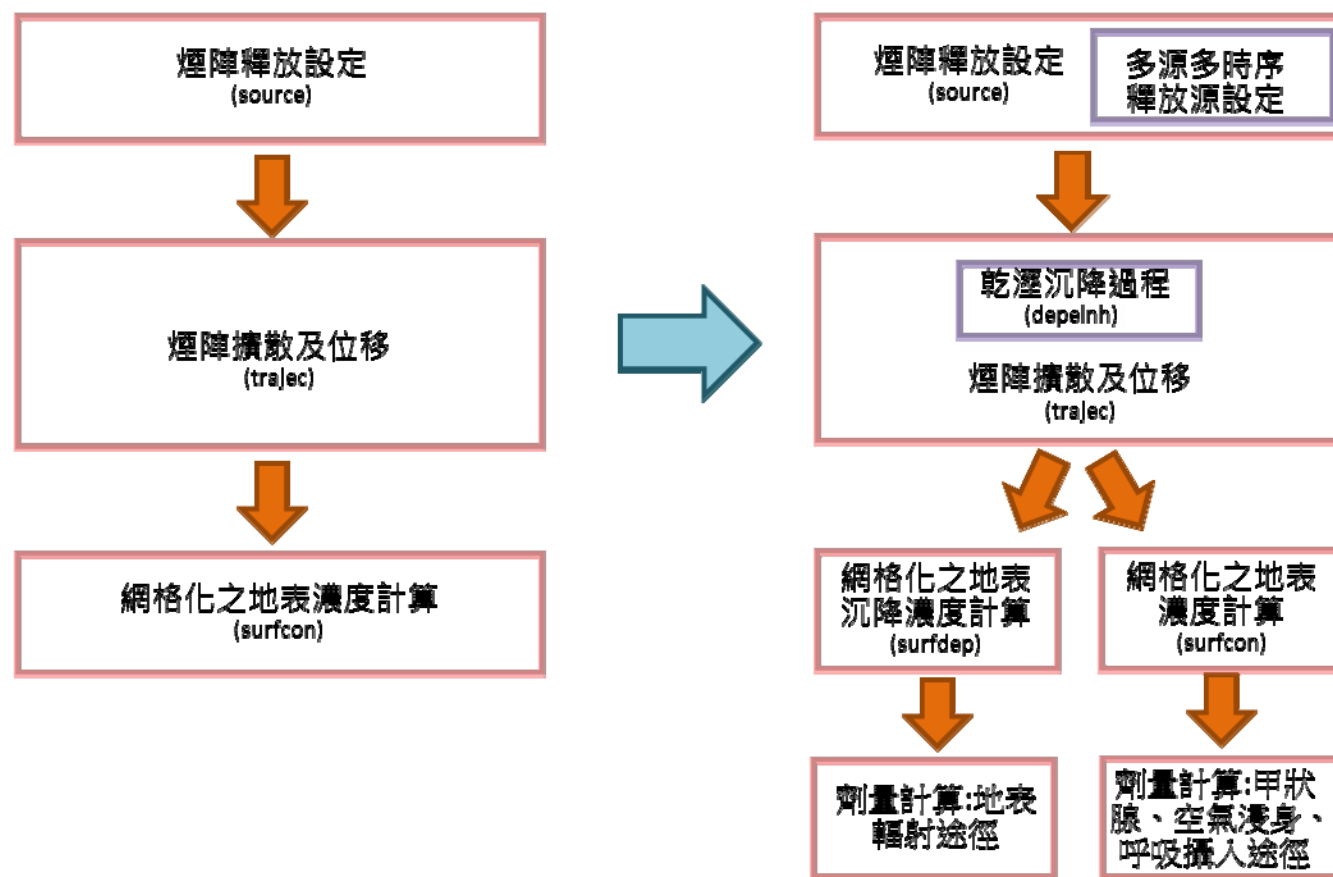 煙陣釋放設定
(source)
煙陣擴散及位移
(trajec)
網格化之地表濃度計算
(surfcon)
煙陣釋放設定
(source)
多源多時序
釋放源設定
乾溼沉降過程
(depeinh)
煙陣擴散及位移
(trajec)
網格化之地表
沉降濃度計算
(surfdep)
網格化之地表
濃度計算
(surfcon)
劑量計算:地表
輻射途徑
劑量計算:甲狀
腺、空氣浸身、
呼吸攝入途徑